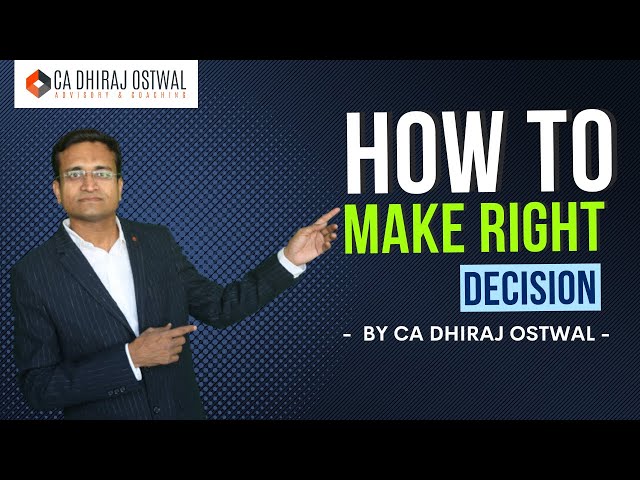 CA DHIRAJ OSTWAL
ADVISORY & COACHING
HOW TO
MAKE RIGHT
DECISION
- BY CA DHIRAJ OSTWAL -